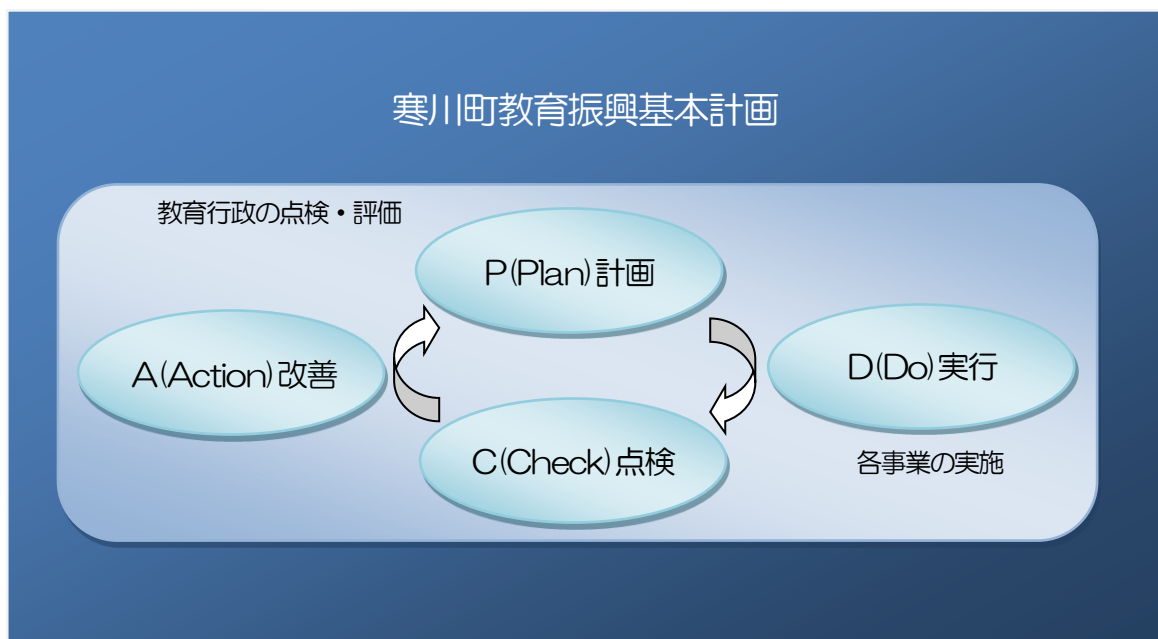 寒川町教育振興基本計画
教育行政の点検・評価
P(Plan)計画
A(Action)改善
D(Do)実行
C(Check)点検
各事業の実施